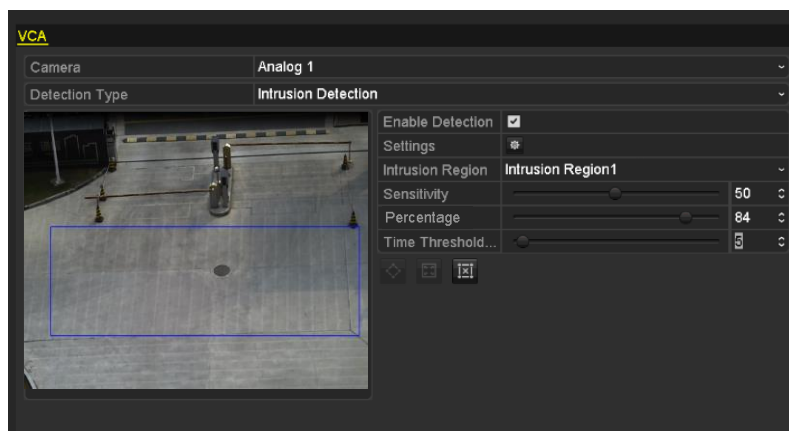 VCA
Camera Analog 1
Detection Type Intrusion Detection
Enable Detection
Settings
Intrusion Region Intrusion Region1
Sensitivity 50
Percentage 84
Time Threshold... 5